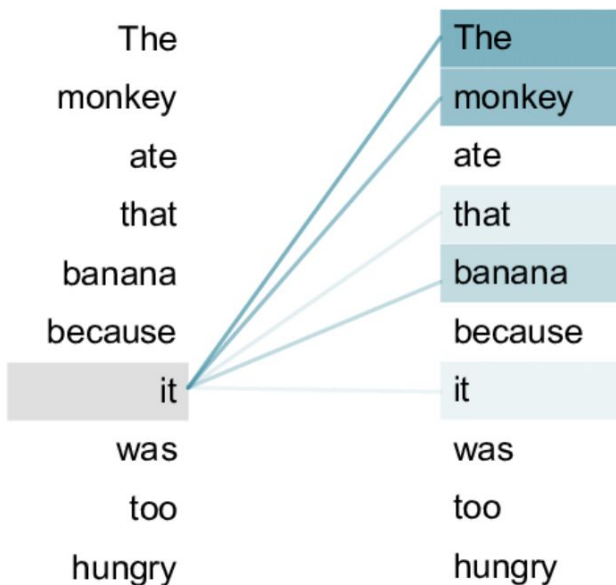 The The
monkey monkey
ate ate
that that
banana banana
because because
it it
was was
too too
hungry hungry